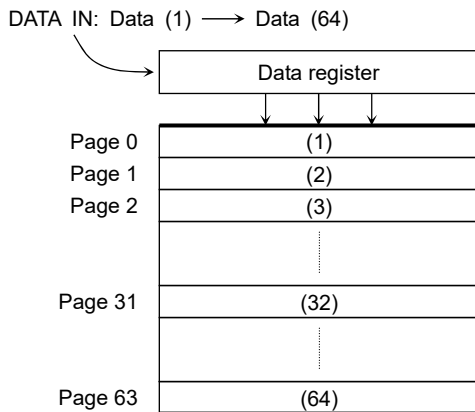 DATA IN: Data (1) → Data (64)
Data register
Page 0 (1)
Page 1 (2)
Page 2 (3)
Page 31 (32)
Page 63 (64)